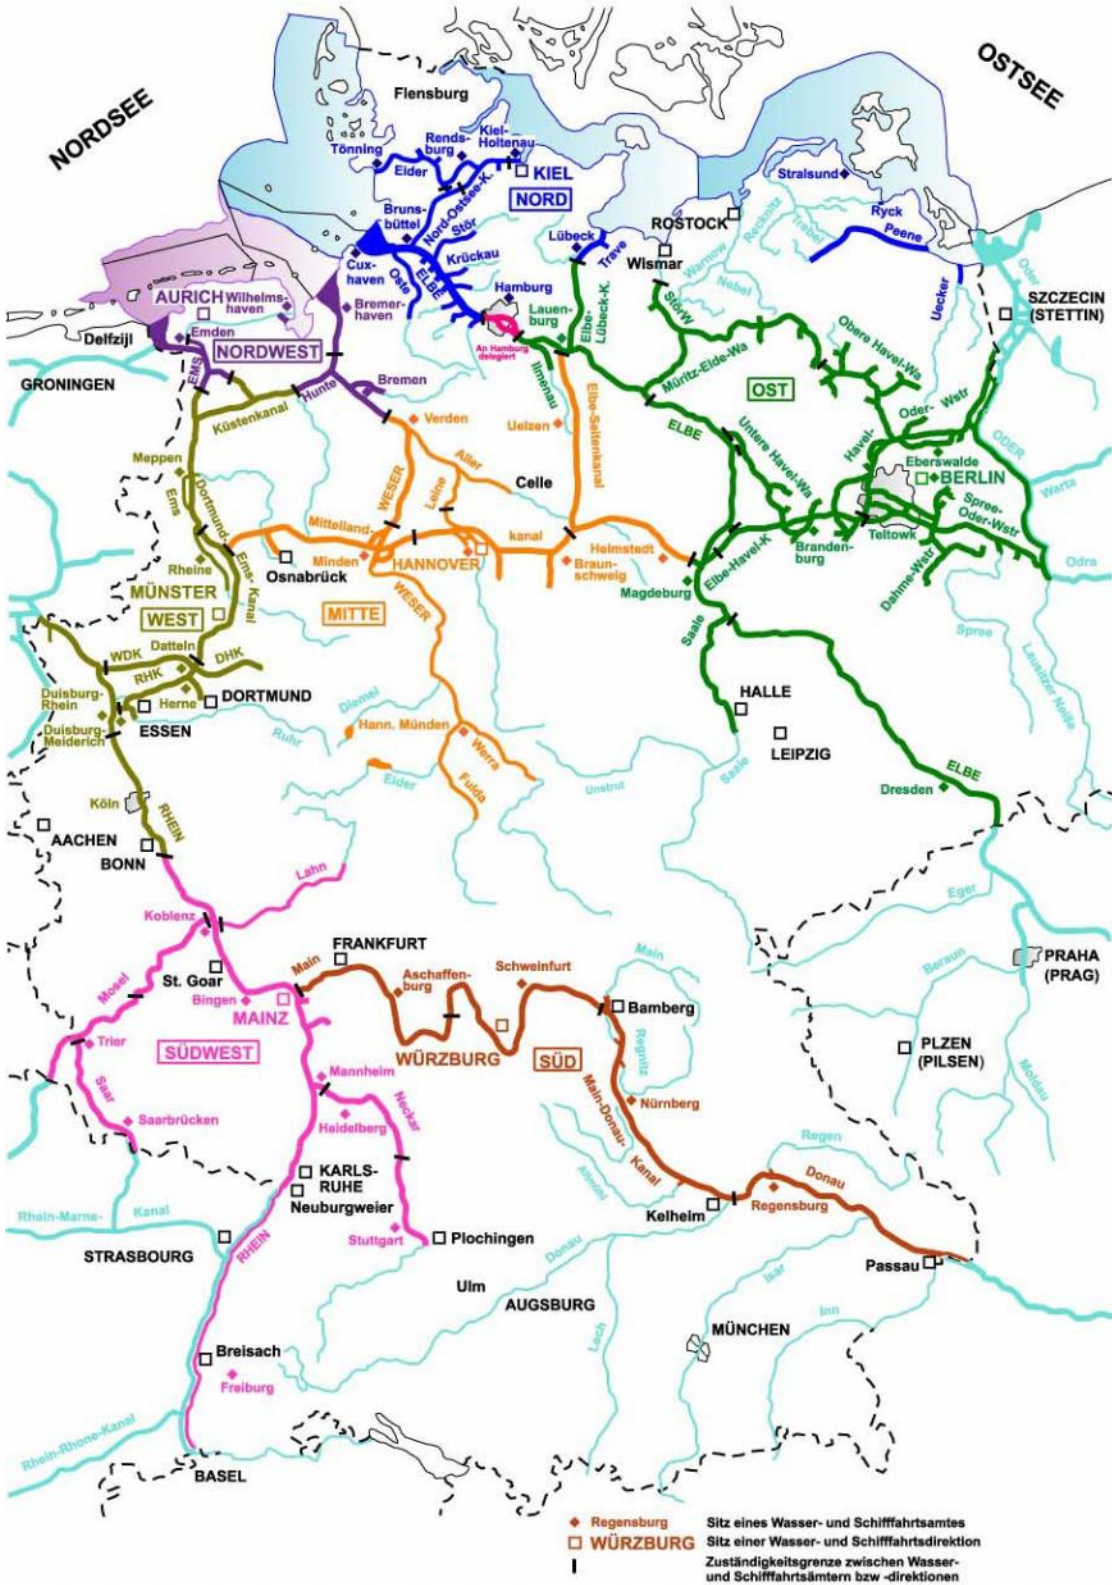 NORDSEE
OSTSEE
Flensburg
Tönning
Rends-
burg
Kiel-
Holtenau
Eider
KIEL
NORD
Nord-Ostsee-K.
Bruns-
büttel
Stör
Krückau
ELBE
Oste
Cux-
haven
Lübeck
Trave
Hamburg
An Hamburg
delegiert
Lauen-
burg
Elbe-
Lübeck-K.
Ilmenau
Stralsund
Ryck
Peene
ROSTOCK
Recknitz
Trebel
Wismar
Warnow
Nebel
StörW
Uecker
Oder
SZCZECIN
(STETTIN)
AURICH
Wilhelms-
haven
Bremer-
haven
Emden
Delfzijl
NORDWEST
EMS
GRONINGEN
Küstenkanal
Hunte
Bremen
Verden
Uelzen
Elbe-Seitenkanal
Müritz-Elde-Wa
Obere Havel-Wa
OST
ELBE
Untere Havel-Wa
Havel-
Oder-
Wstr
Eberswalde
BERLIN
ODER
Warta
Meppen
Ems
Dortmund-
Ems-Kanal
Rheine
Aller
Celle
WESER
Leine
Mittelland-
kanal
Minden
HANNOVER
Osnabrück
Braun-
schweig
Helmstedt
Magdeburg
Elbe-Havel-K
Branden-
burg
Teltowk
Spree-
Oder-Wstr
Dahme-Wstr
Odra
Spree
Lausitzer Neiße
MÜNSTER
WEST
MITTE
WESER
Saale
WDK
Datteln
DHK
RHK
Duisburg-
Rhein
Herne
DORTMUND
ESSEN
Duisburg-
Meiderich
Ruhr
Diemel
Hann. Münden
Werra
Eider
Fulda
Unstrut
Saale
HALLE
LEIPZIG
ELBE
Dresden
Köln
RHEIN
AACHEN
BONN
Lahn
Koblenz
Eger
FRANKFURT
Main
St. Goar
Mosel
Bingen
MAINZ
Aschaffen-
burg
Schweinfurt
Main
Bamberg
Beraun
PRAHA
(PRAG)
Trier
SÜDWEST
WÜRZBURG
SÜD
Regnitz
PLZEN
(PILSEN)
Moldau
Saar
Mannheim
Saarbrücken
Heidelberg
Neckar
Main-Donau-
Kanal
Nürnberg
Altmühl
Regen
KARLS-
RUHE
Neuburgweier
Donau
Regensburg
Kelheim
Rhein-Marne-
Kanal
STRASBOURG
RHEIN
Stuttgart
Plochingen
Donau
Isar
Passau
Ulm
AUGSBURG
Inn
Lech
MÜNCHEN
Breisach
Freiburg
Rhein-Rhone-Kanal
BASEL
Regensburg Sitz eines Wasser- und Schifffahrtsamtes
WÜRZBURG Sitz einer Wasser- und Schifffahrtsdirektion
Zuständigkeitsgrenze zwischen Wasser-
und Schifffahrtsämtern bzw -direktionen